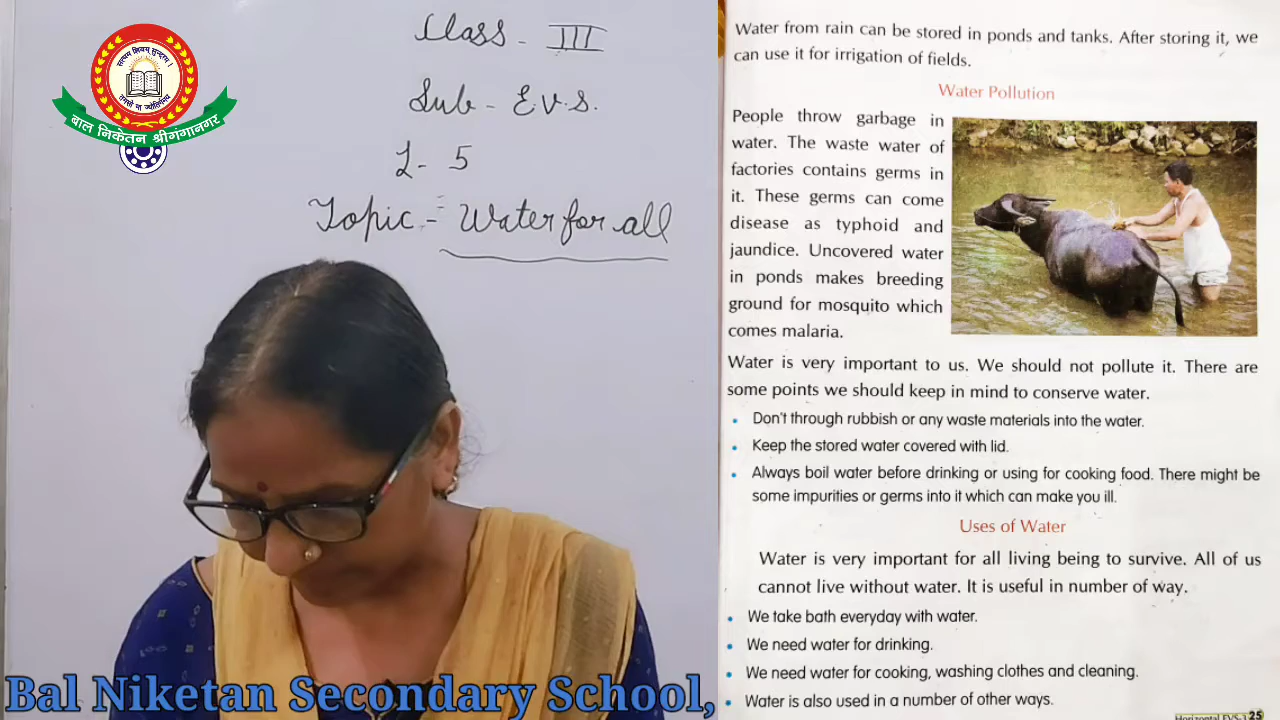 सत्यम शिवम सुन्दरम
तमसो मा ज्योतिर्गमय
बाल निकेतन श्रीगंगानगर
Class - III
Sub - E.V.S.
L - 5
Topic - Water for all
Bal Niketan Secondary School,
Water from rain can be stored in ponds and tanks. After storing it, we
can use it for irrigation of fields.
Water Pollution
People throw garbage in
water. The waste water of
factories contains germs in
it. These germs can come
disease as typhoid and
jaundice. Uncovered water
in ponds makes breeding
ground for mosquito which
comes malaria.
Water is very important to us. We should not pollute it. There are
some points we should keep in mind to conserve water.
• Don't through rubbish or any waste materials into the water.
• Keep the stored water covered with lid.
• Always boil water before drinking or using for cooking food. There might be
some impurities or germs into it which can make you ill.
Uses of Water
Water is very important for all living being to survive. All of us
cannot live without water. It is useful in number of way.
• We take bath everyday with water.
• We need water for drinking.
• We need water for cooking, washing clothes and cleaning.
• Water is also used in a number of other ways.
Horizontal EVS-3 25